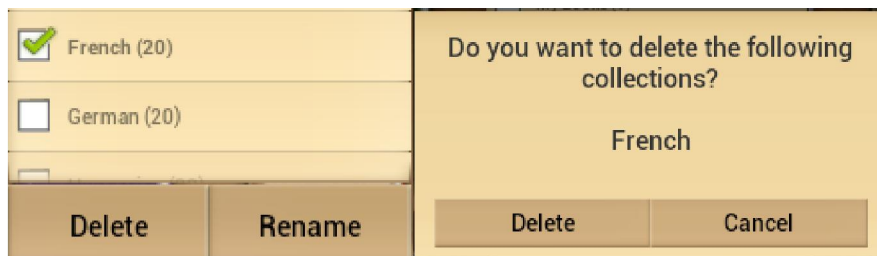 French (20)
German (20)
Delete
Rename
Do you want to delete the following
collections?
French
Delete
Cancel